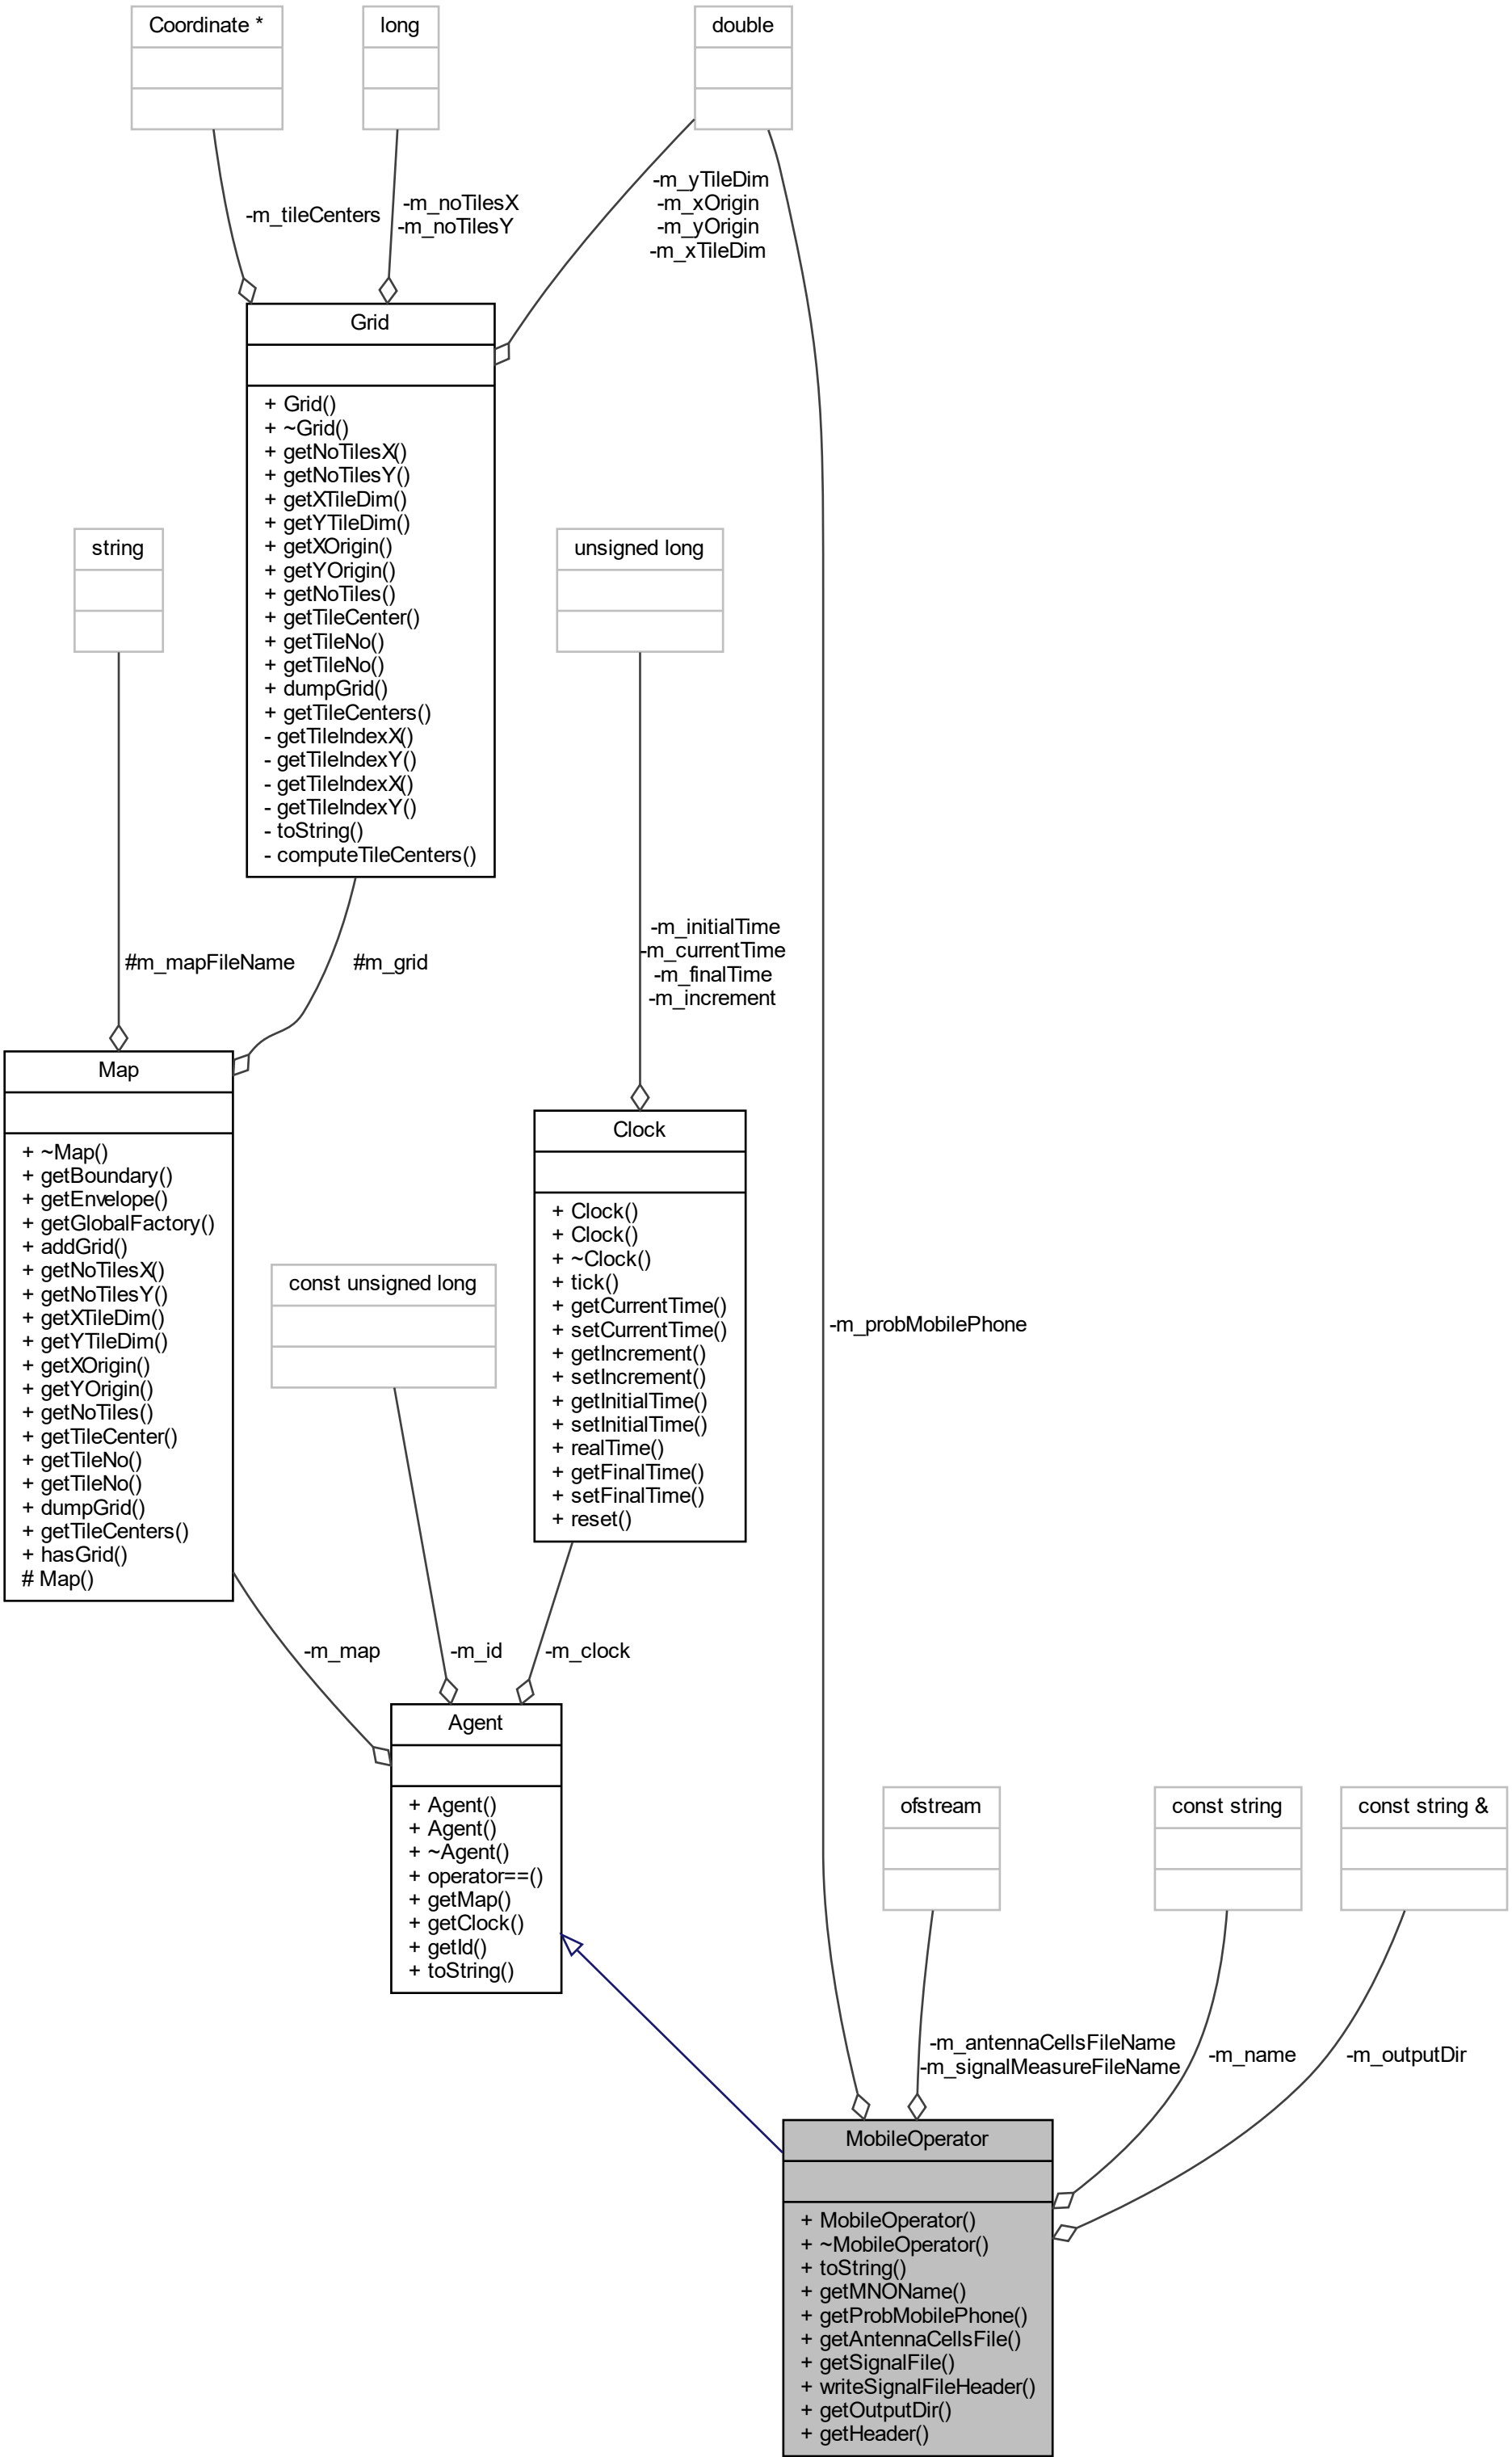 Coordinate *
long
double
-m_tileCenters
-m_noTilesX
-m_noTilesY
-m_yTileDim
-m_xOrigin
-m_yOrigin
-m_xTileDim
Grid
+ Grid()
+ ~Grid()
+ getNoTilesX()
+ getNoTilesY()
+ getXTileDim()
+ getYTileDim()
+ getXOrigin()
+ getYOrigin()
+ getNoTiles()
+ getTileCenter()
+ getTileNo()
+ getTileNo()
+ dumpGrid()
+ getTileCenters()
- getTileIndexX()
- getTileIndexY()
- getTileIndexX()
- getTileIndexY()
- toString()
- computeTileCenters()
string
unsigned long
#m_mapFileName
#m_grid
-m_initialTime
-m_currentTime
-m_finalTime
-m_increment
Map
+ ~Map()
+ getBoundary()
+ getEnvelope()
+ getGlobalFactory()
+ addGrid()
+ getNoTilesX()
+ getNoTilesY()
+ getXTileDim()
+ getYTileDim()
+ getXOrigin()
+ getYOrigin()
+ getNoTiles()
+ getTileCenter()
+ getTileNo()
+ getTileNo()
+ dumpGrid()
+ getTileCenters()
+ hasGrid()
# Map()
Clock
+ Clock()
+ Clock()
+ ~Clock()
+ tick()
+ getCurrentTime()
+ setCurrentTime()
+ getIncrement()
+ setIncrement()
+ getInitialTime()
+ setInitialTime()
+ realTime()
+ getFinalTime()
+ setFinalTime()
+ reset()
const unsigned long
-m_probMobilePhone
-m_map
-m_id
-m_clock
Agent
+ Agent()
+ Agent()
+ ~Agent()
+ operator==()
+ getMap()
+ getClock()
+ getId()
+ toString()
ofstream
const string
const string &
-m_antennaCellsFileName
-m_signalMeasureFileName
-m_name
-m_outputDir
MobileOperator
+ MobileOperator()
+ ~MobileOperator()
+ toString()
+ getMNOName()
+ getProbMobilePhone()
+ getAntennaCellsFile()
+ getSignalFile()
+ writeSignalFileHeader()
+ getOutputDir()
+ getHeader()